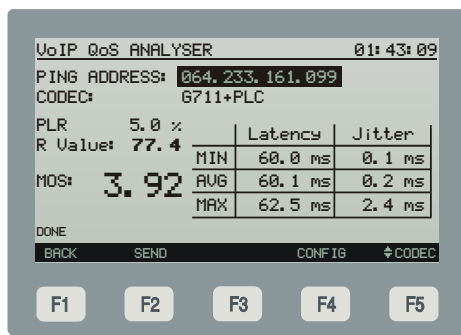 VoIP QoS ANALYSER 01:43:09
PING ADDRESS: 064.233.161.099
CODEC: G711+PLC
PLR 5.0 %
R Value: 77.4
MOS: 3.92
Latency Jitter
MIN 60.0 ms 0.1 ms
AVG 60.1 ms 0.2 ms
MAX 62.5 ms 2.4 ms
DONE
BACK SEND CONFIG ♦CODEC
F1 F2 F3 F4 F5